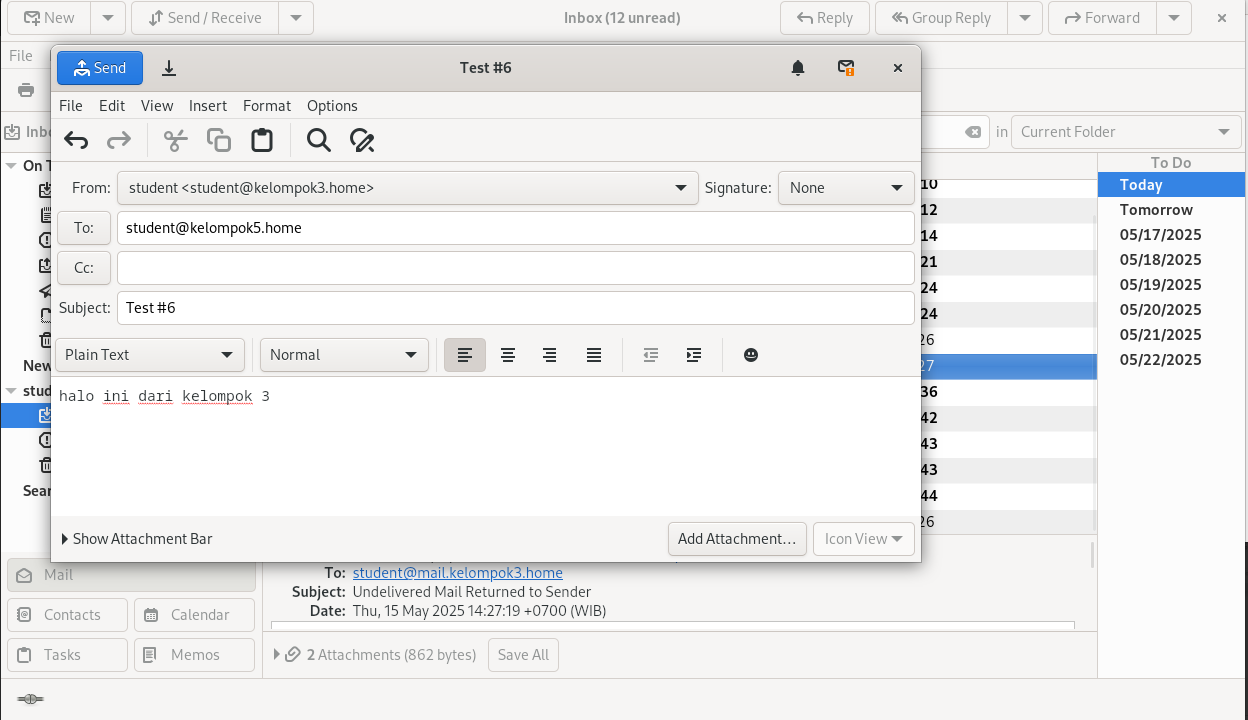 New
Send / Receive
Inbox (12 unread)
Reply
Group Reply
Forward
File
Send
Test #6
File Edit View Insert Format Options
in
Current Folder
From: student <student@kelompok3.home>
Signature: None
To: student@kelompok5.home
Cc:
Subject: Test #6
Plain Text
Normal
halo ini dari kelompok 3
Show Attachment Bar
Add Attachment...
Icon View
10
12
14
21
24
24
26
27
36
42
43
43
44
26
To Do
Today
Tomorrow
05/17/2025
05/18/2025
05/19/2025
05/20/2025
05/21/2025
05/22/2025
Mail
Contacts
Calendar
Tasks
Memos
To: student@mail.kelompok3.home
Subject: Undelivered Mail Returned to Sender
Date: Thu, 15 May 2025 14:27:19 +0700 (WIB)
2 Attachments (862 bytes)
Save All